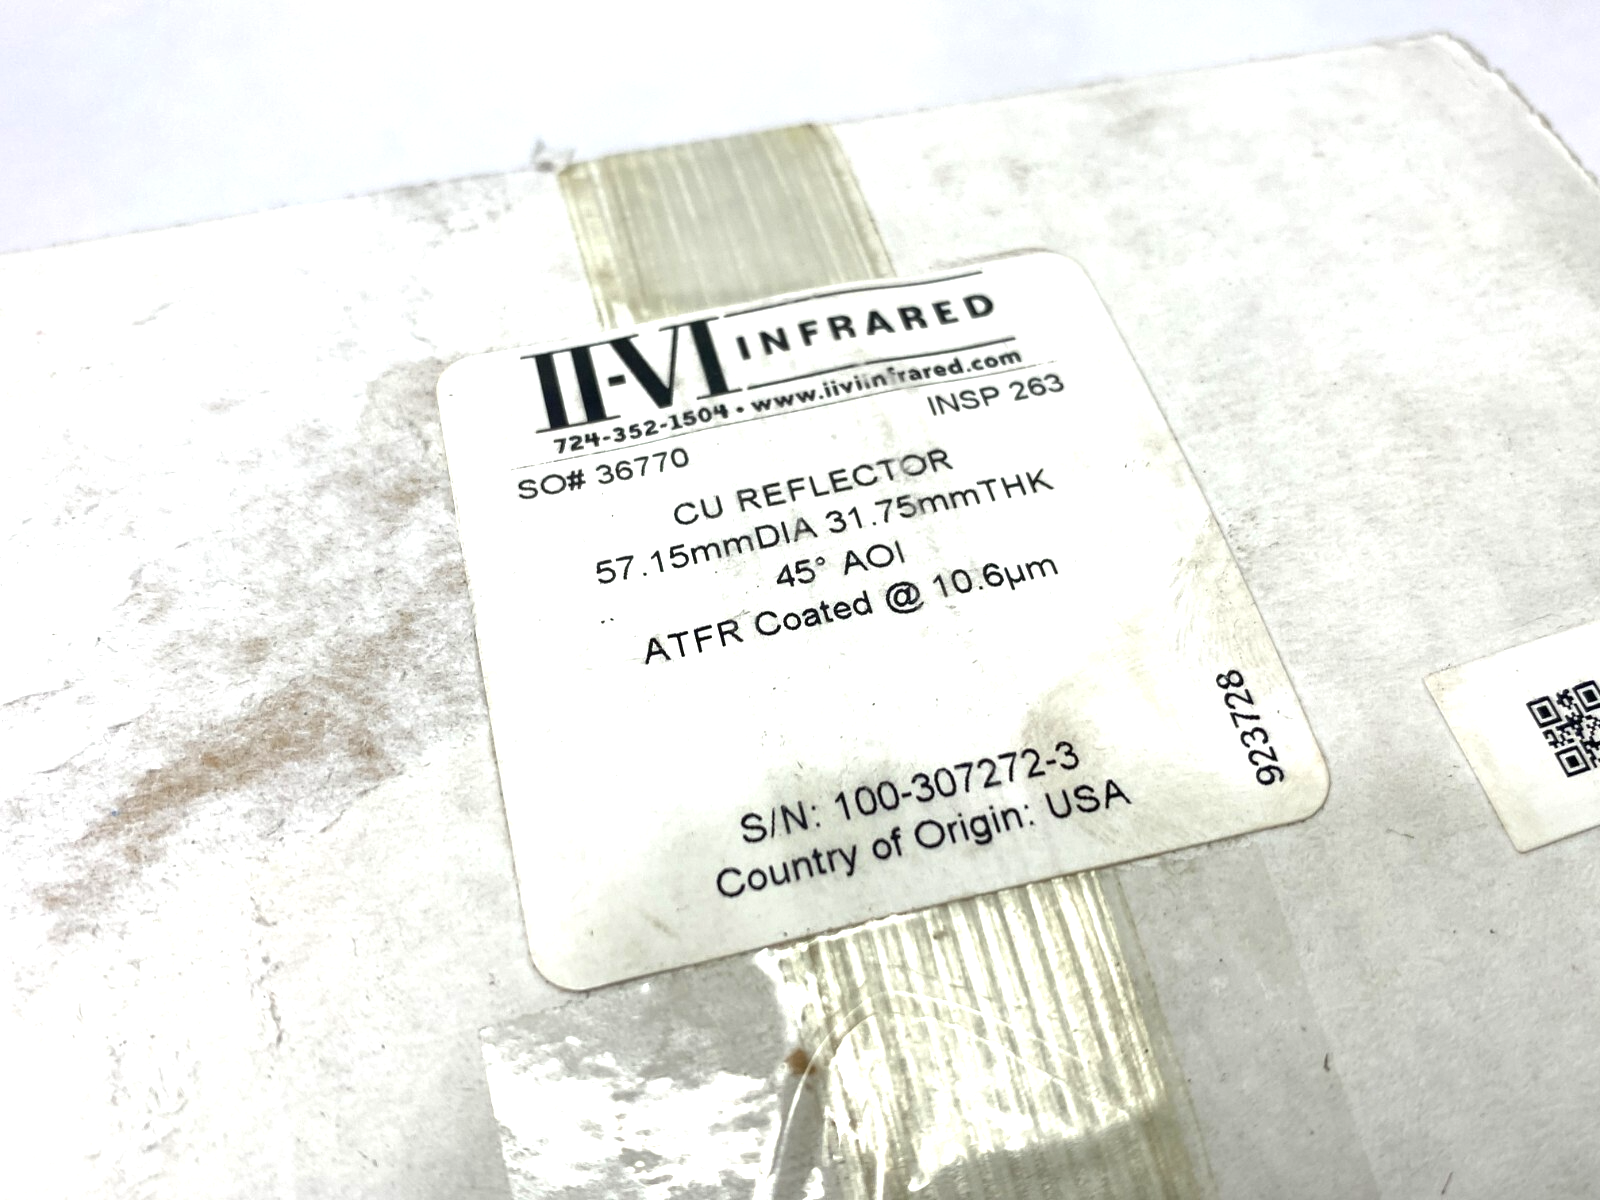 II-VI INFRARED
724-352-1504 • www.iiviinfrared.com
INSP 263
SO# 36770
CU REFLECTOR
57.15mmDIA 31.75mmTHK
45° AOI
ATFR Coated @ 10.6µm
923728
S/N: 100-307272-3
Country of Origin: USA